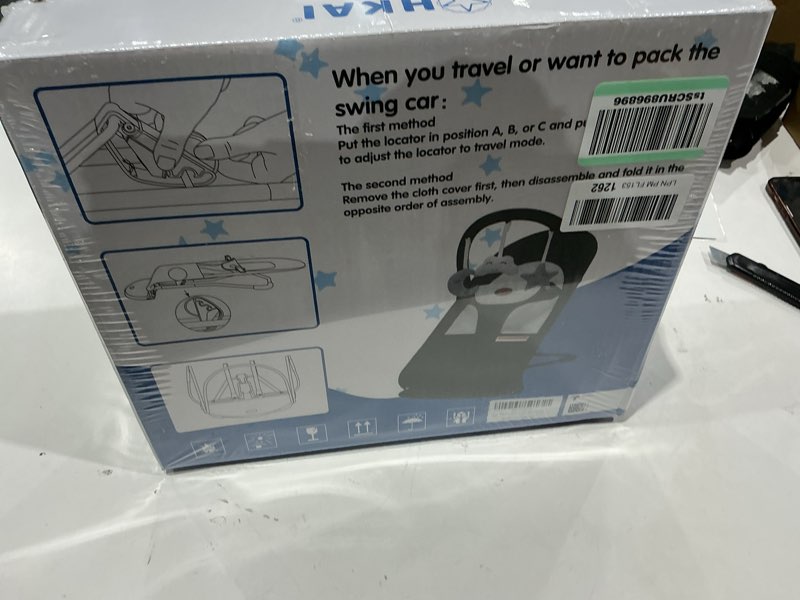 HKAI®
When you travel or want to pack the
swing car:
The first method
Put the locator in position A, B, or C and
to adjust the locator to travel mode.
The second method
Remove the cloth cover first, then disassemble and fold it in the
opposite order of assembly.
tsSCRU8968696
LPN PM FL153 1262